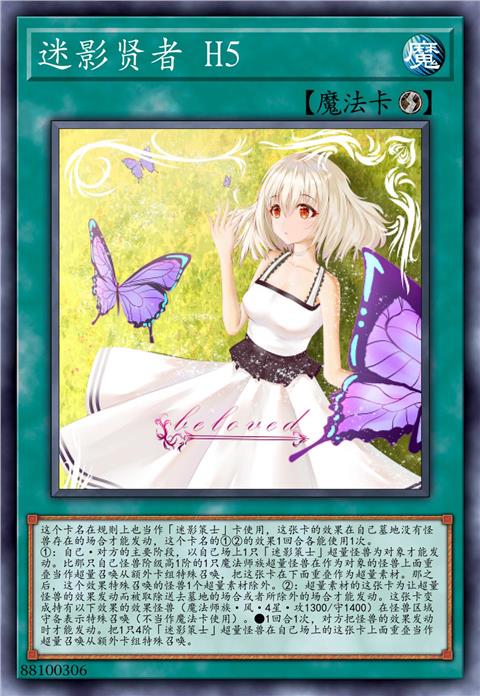 迷影贤者 H5
魔
【魔法卡】
beloved
这个卡名在规则上也当作「迷影策士」卡使用，这张卡的效果在自己墓地没有怪
兽存在的场合才能发动，这个卡名的①②的效果1回合各能使用1次。
①：自己·对方的主要阶段，以自己场上1只「迷影策士」超量怪兽为对象才能发
动。比那只自己怪兽阶级高1阶的1只魔法师族超量怪兽在作为对象的怪兽上面重
叠当作超量召唤从额外卡组特殊召唤，把这张卡在下面重叠作为超量素材。那之
后，这个效果特殊召唤的怪兽1个超量素材除外。②：超量素材的这张卡为让超量
怪兽的效果发动而被取除送去墓地的场合或者所除外的场合才能发动。这张卡变
成持有以下效果的效果怪兽（魔法师族·风·4星·攻1300/守1400）在怪兽区域
守备表示特殊召唤（不当作魔法卡使用）。●1回合1次，对方把怪兽的效果发动
时才能发动。把1只4阶「迷影策士」超量怪兽在自己场上的这张卡上面重叠当作
超量召唤从额外卡组特殊召唤。
88100306